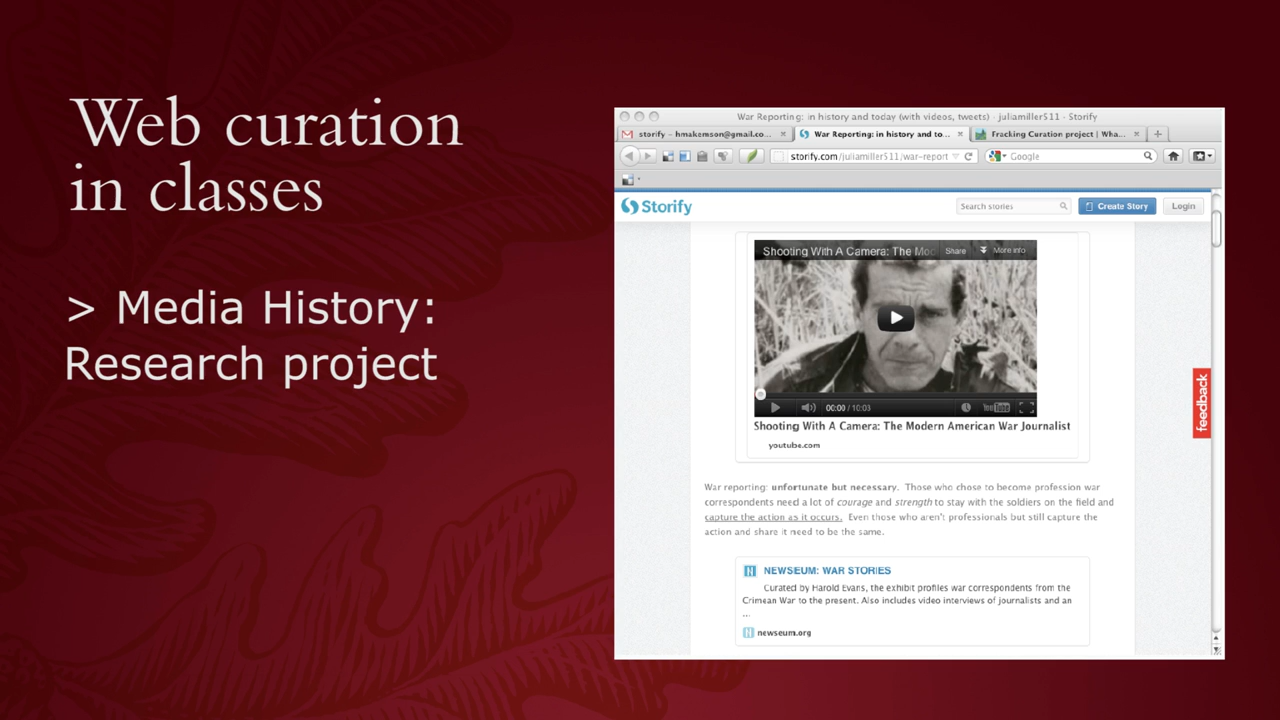 Web curation
in classes
> Media History:
Research project
War Reporting: in history and today (with videos, tweets) · juliamiller511 · Storify
storify – hmakemson@gmail.co...
War Reporting: in history and to...
Fracking Curation project | Wha...
storify.com/juliamiller511/war-report
Google
Storify
Search stories
Create Story
Login
Shooting With A Camera: The Mod
Share
More info
00:00 / 10:03
YouTube
Shooting With A Camera: The Modern American War Journalist
youtube.com
feedback
War reporting: unfortunate but necessary. Those who chose to become profession war
correspondents need a lot of courage and strength to stay with the soldiers on the field and
capture the action as it occurs. Even those who aren't professionals but still capture the
action and share it need to be the same.
NEWSEUM: WAR STORIES
Curated by Harold Evans, the exhibit profiles war correspondents from the
Crimean War to the present. Also includes video interviews of journalists and an
...
newseum.org